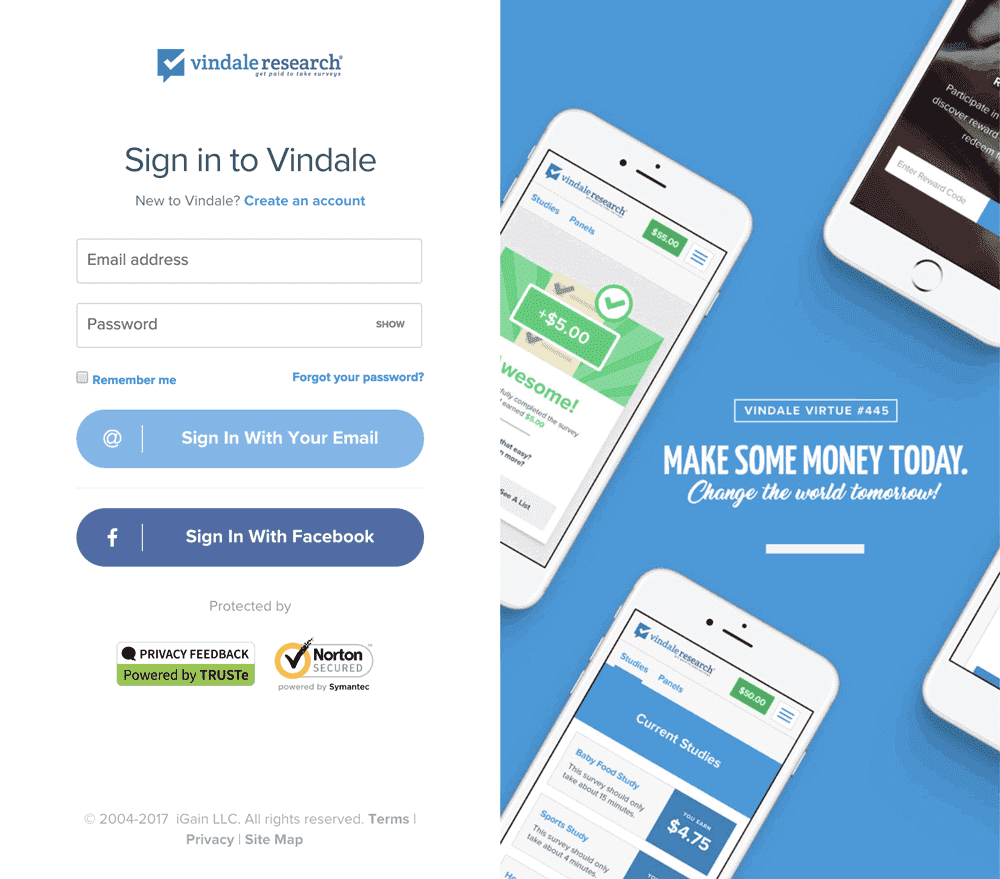 vindale research
get paid to take surveys
Sign in to Vindale
New to Vindale? Create an account
Email address
Password SHOW
Remember me Forgot your password?
@ Sign In With Your Email
f Sign In With Facebook
Protected by
PRIVACY FEEDBACK
Powered by TRUSTe
Norton
SECURED
powered by Symantec
© 2004-2017 iGain LLC. All rights reserved. Terms |
Privacy | Site Map
Participate in
discover reward
redeem
Enter Reward Code
vindale research
Studies Panels $55.00
+$5.00
wesome!
fully completed the survey
earned $5.00
that easy?
more?
See A List
VINDALE VIRTUE #445
MAKE SOME MONEY TODAY.
Change the world tomorrow!
vindale research
Studies Panels $50.00
Current Studies
Baby Food Study
This survey should only
take about 15 minutes.
YOU EARN
$4.75
Sports Study
This survey should only
take about 4 minutes.